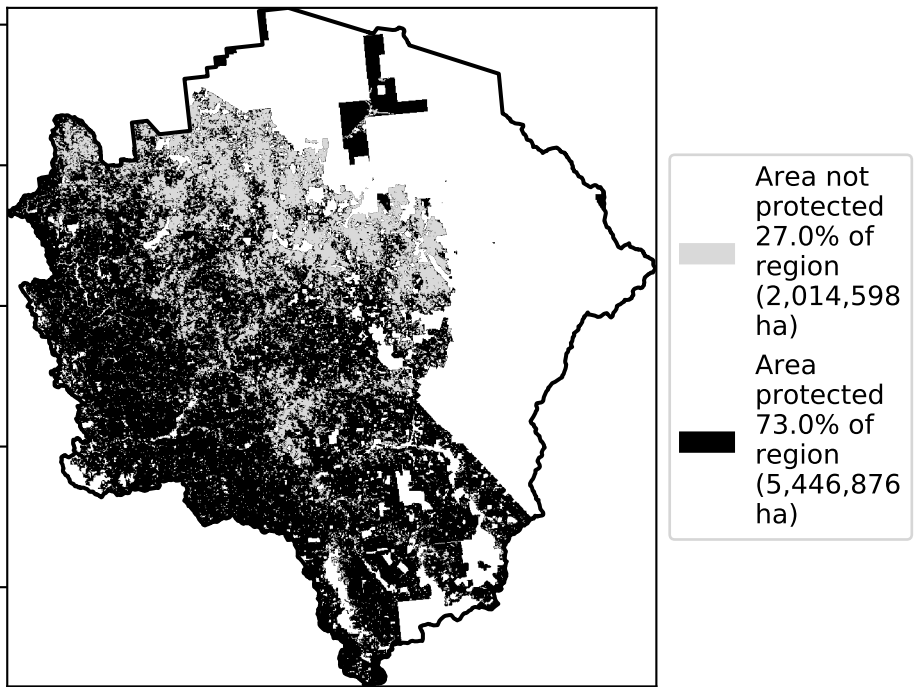 Area not
protected
27.0% of
region
(2,014,598
ha)
Area
protected
73.0% of
region
(5,446,876
ha)